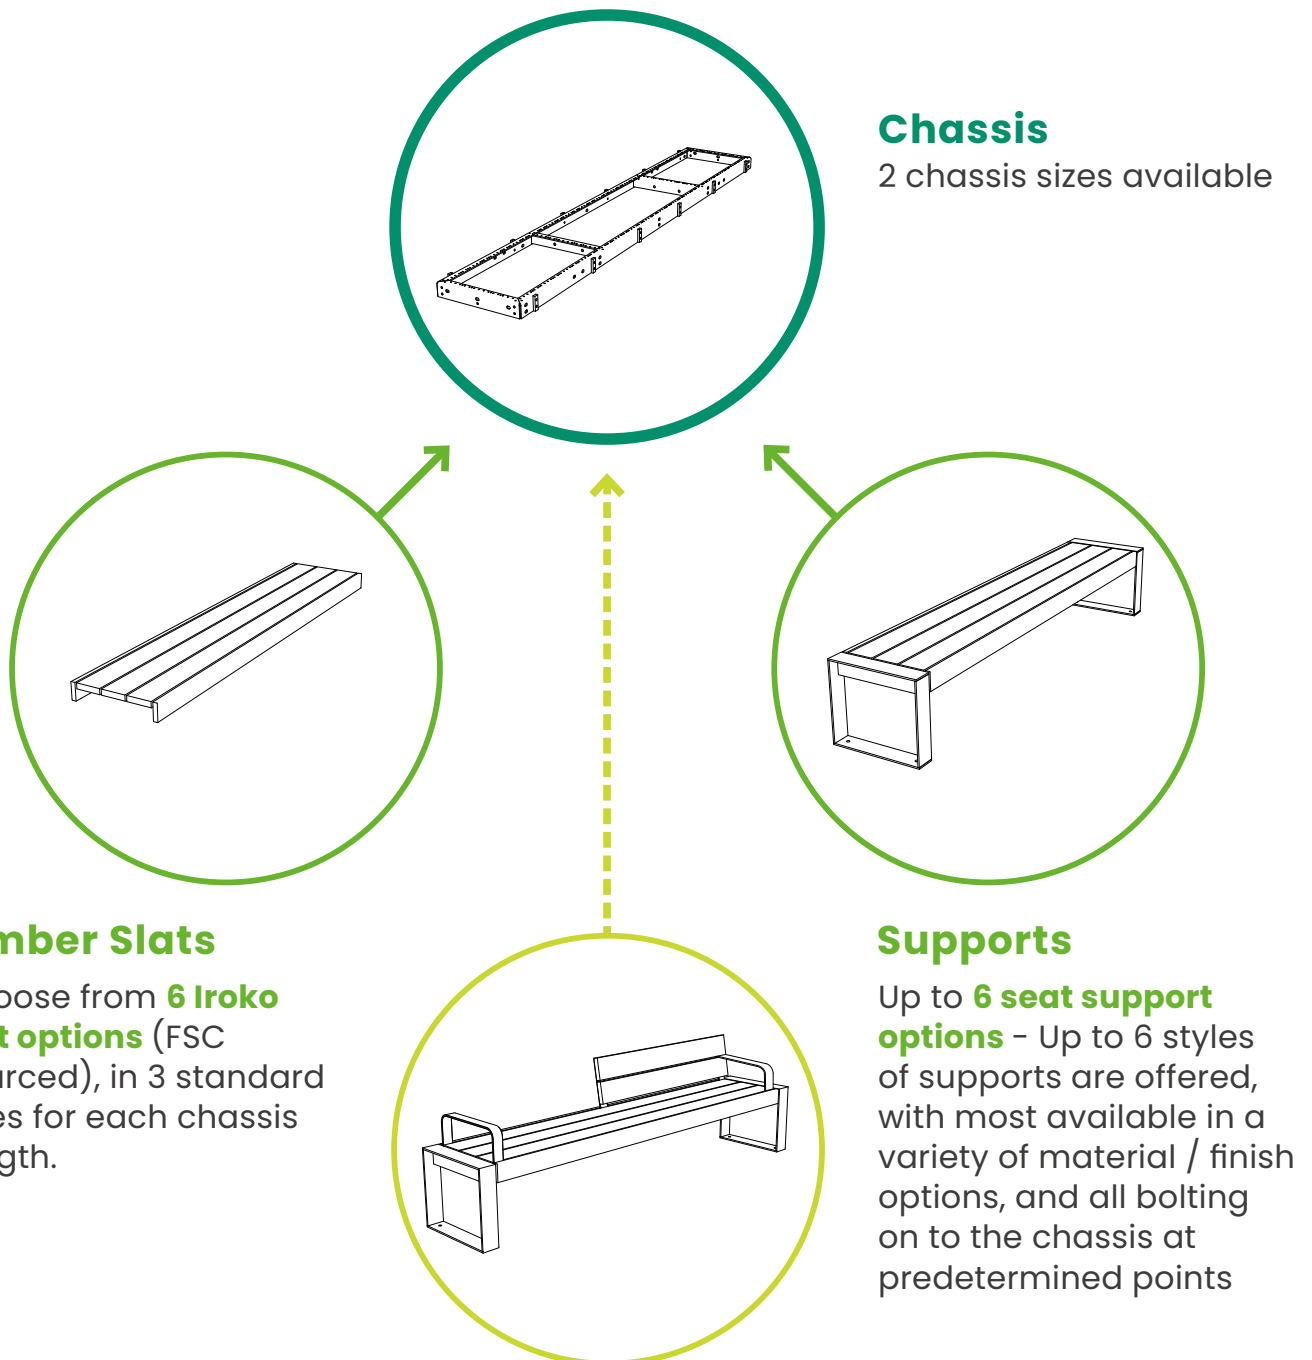 Chassis
2 chassis sizes available
mber Slats
oose from 6 Iroko
t options (FSC
urced), in 3 standard
es for each chassis
gth.
Supports
Up to 6 seat support
options - Up to 6 styles
of supports are offered,
with most available in a
variety of material / finish
options, and all bolting
on to the chassis at
predetermined points